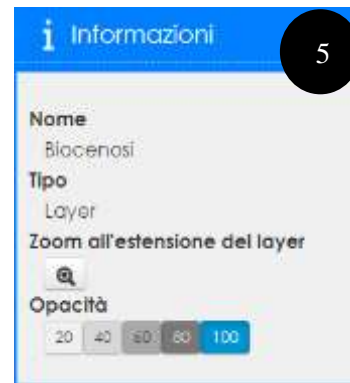 i Informazioni
5
Nome
Biocenosi
Tipo
Layer
Zoom all'estensione del layer
Opacità
20 40 60 80 100